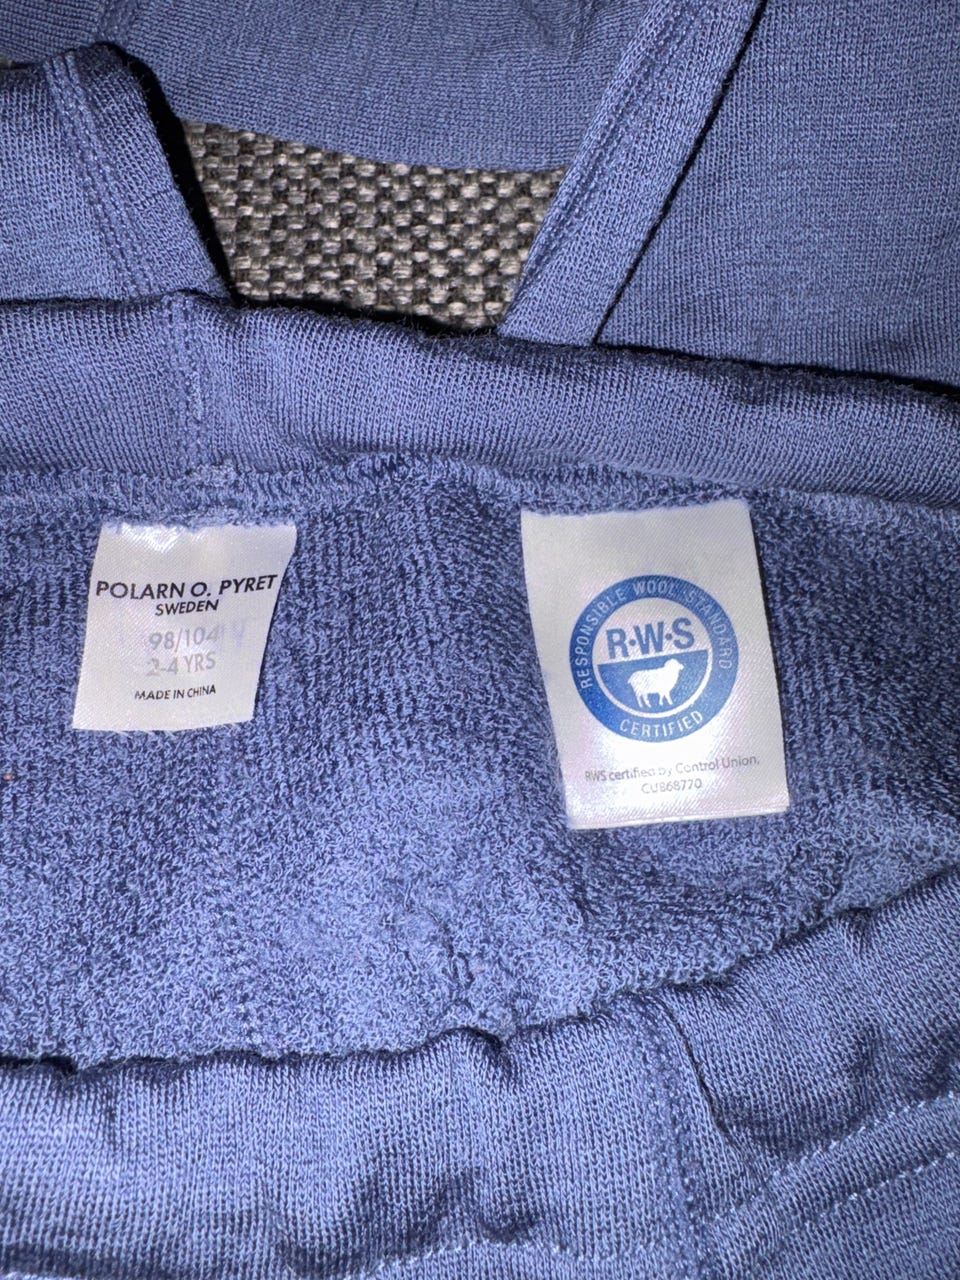 POLARN O. PYRET
SWEDEN
98/104
2-4 YRS
MADE IN CHINA
RESPONSIBLE WOOL STANDARD
R·W·S
CERTIFIED
RWS certified by Control Union,
CU868770